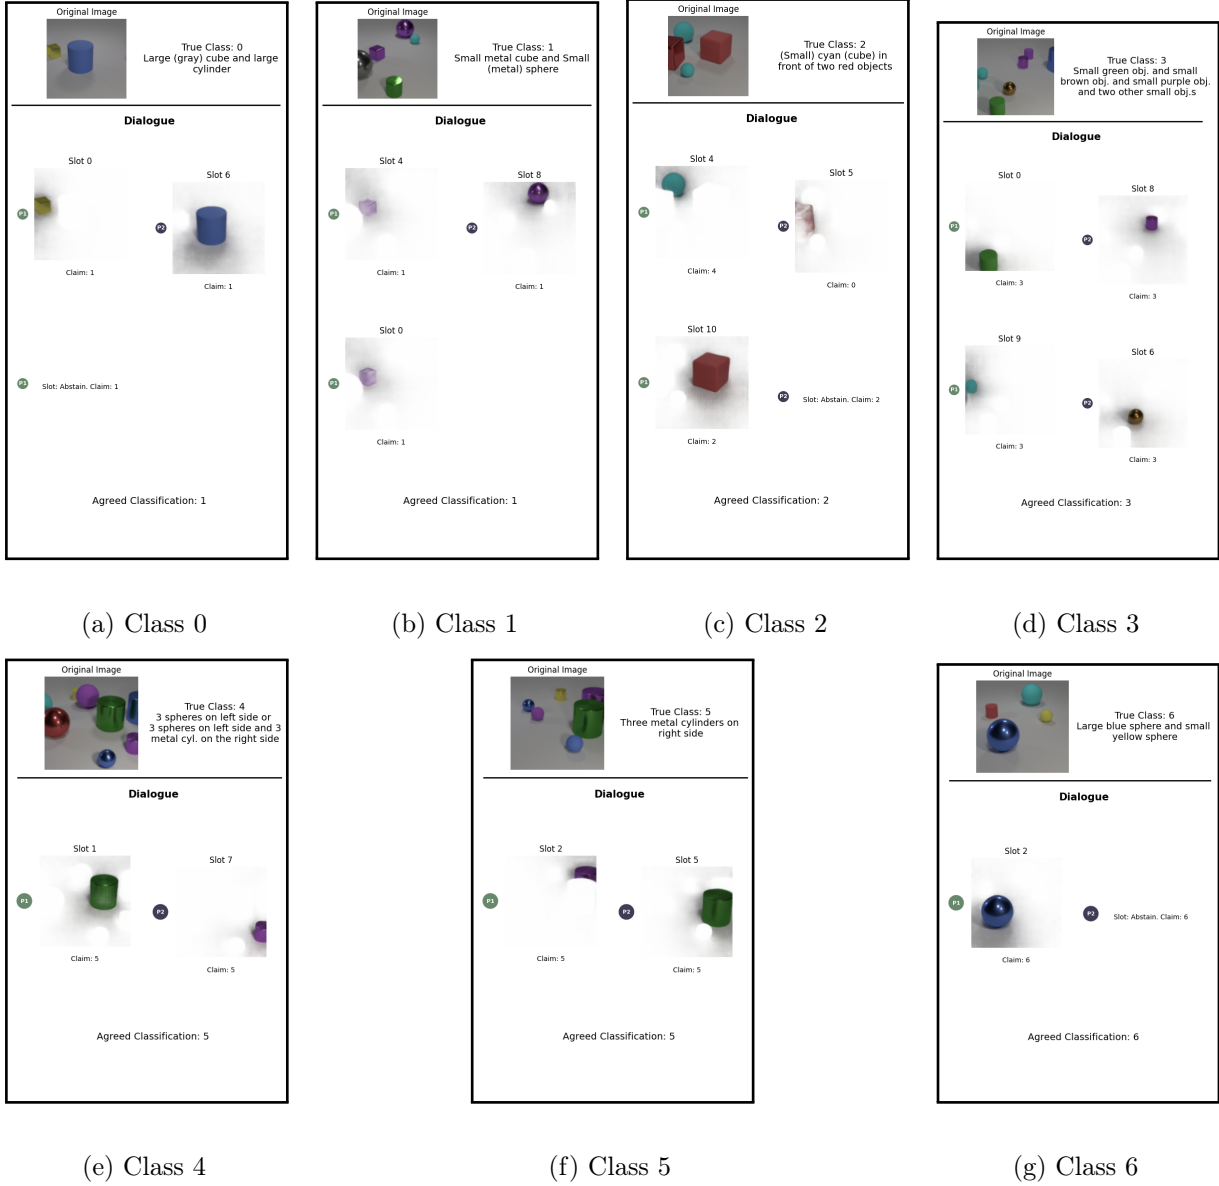 Original Image
True Class: 0
Large (gray) cube and large
cylinder
Dialogue
Slot 0
P1
Claim: 1
Slot 6
P2
Claim: 1
P1
Slot: Abstain. Claim: 1
Agreed Classification: 1
(a) Class 0
Original Image
True Class: 1
Small metal cube and Small
(metal) sphere
Dialogue
Slot 4
P1
Claim: 1
Slot 8
P2
Claim: 1
Slot 0
P1
Claim: 1
Agreed Classification: 1
(b) Class 1
Original Image
True Class: 2
(Small) cyan (cube) in
front of two red objects
Dialogue
Slot 4
P1
Claim: 4
Slot 5
P2
Claim: 0
Slot 10
P1
Claim: 2
P2
Slot: Abstain. Claim: 2
Agreed Classification: 2
(c) Class 2
Original Image
True Class: 3
Small green obj. and small
brown obj. and small purple obj.
and two other small obj.s
Dialogue
Slot 0
P1
Claim: 3
Slot 8
P2
Claim: 3
Slot 9
P1
Claim: 3
Slot 6
P2
Claim: 3
Agreed Classification: 3
(d) Class 3
Original Image
True Class: 4
3 spheres on left side or
3 spheres on left side and 3
metal cyl. on the right side
Dialogue
Slot 1
P1
Claim: 5
Slot 7
P2
Claim: 5
Agreed Classification: 5
(e) Class 4
Original Image
True Class: 5
Three metal cylinders on
right side
Dialogue
Slot 2
P1
Claim: 5
Slot 5
P2
Claim: 5
Agreed Classification: 5
(f) Class 5
Original Image
True Class: 6
Large blue sphere and small
yellow sphere
Dialogue
Slot 2
P1
Claim: 6
P2
Slot: Abstain. Claim: 6
Agreed Classification: 6
(g) Class 6